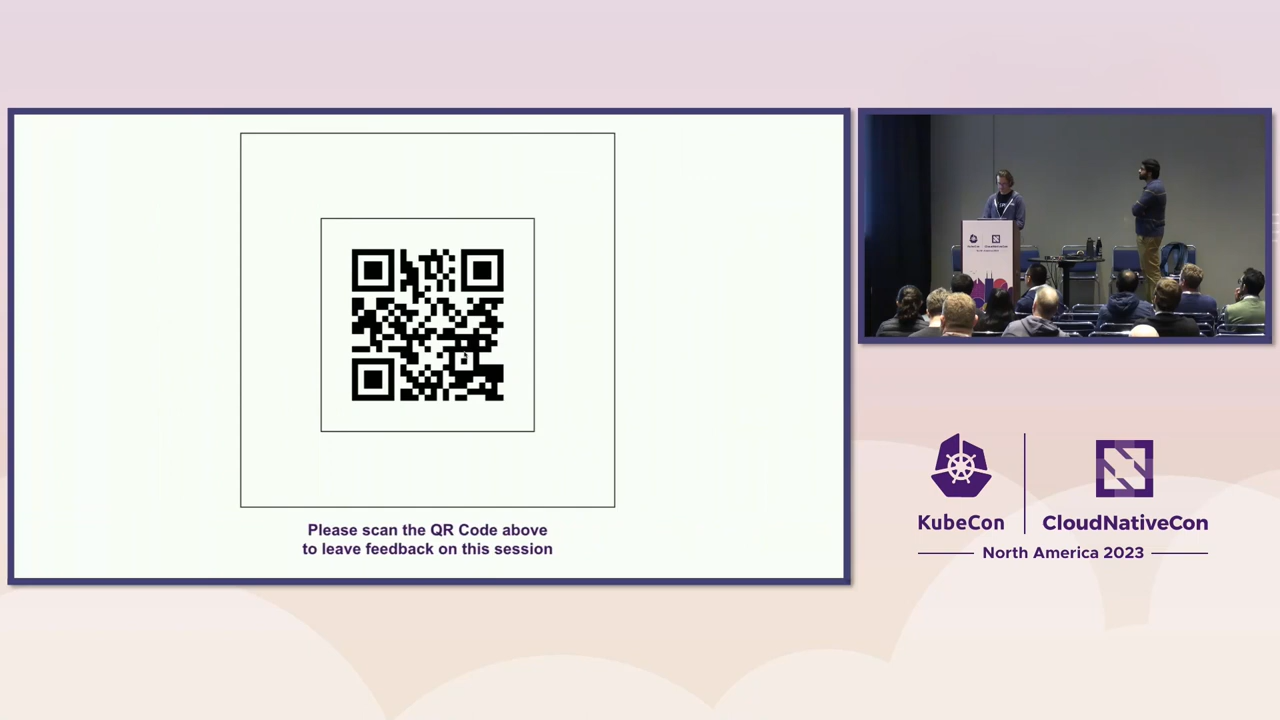 Please scan the QR Code above
to leave feedback on this session
KubeCon
CloudNativeCon
North America 2023